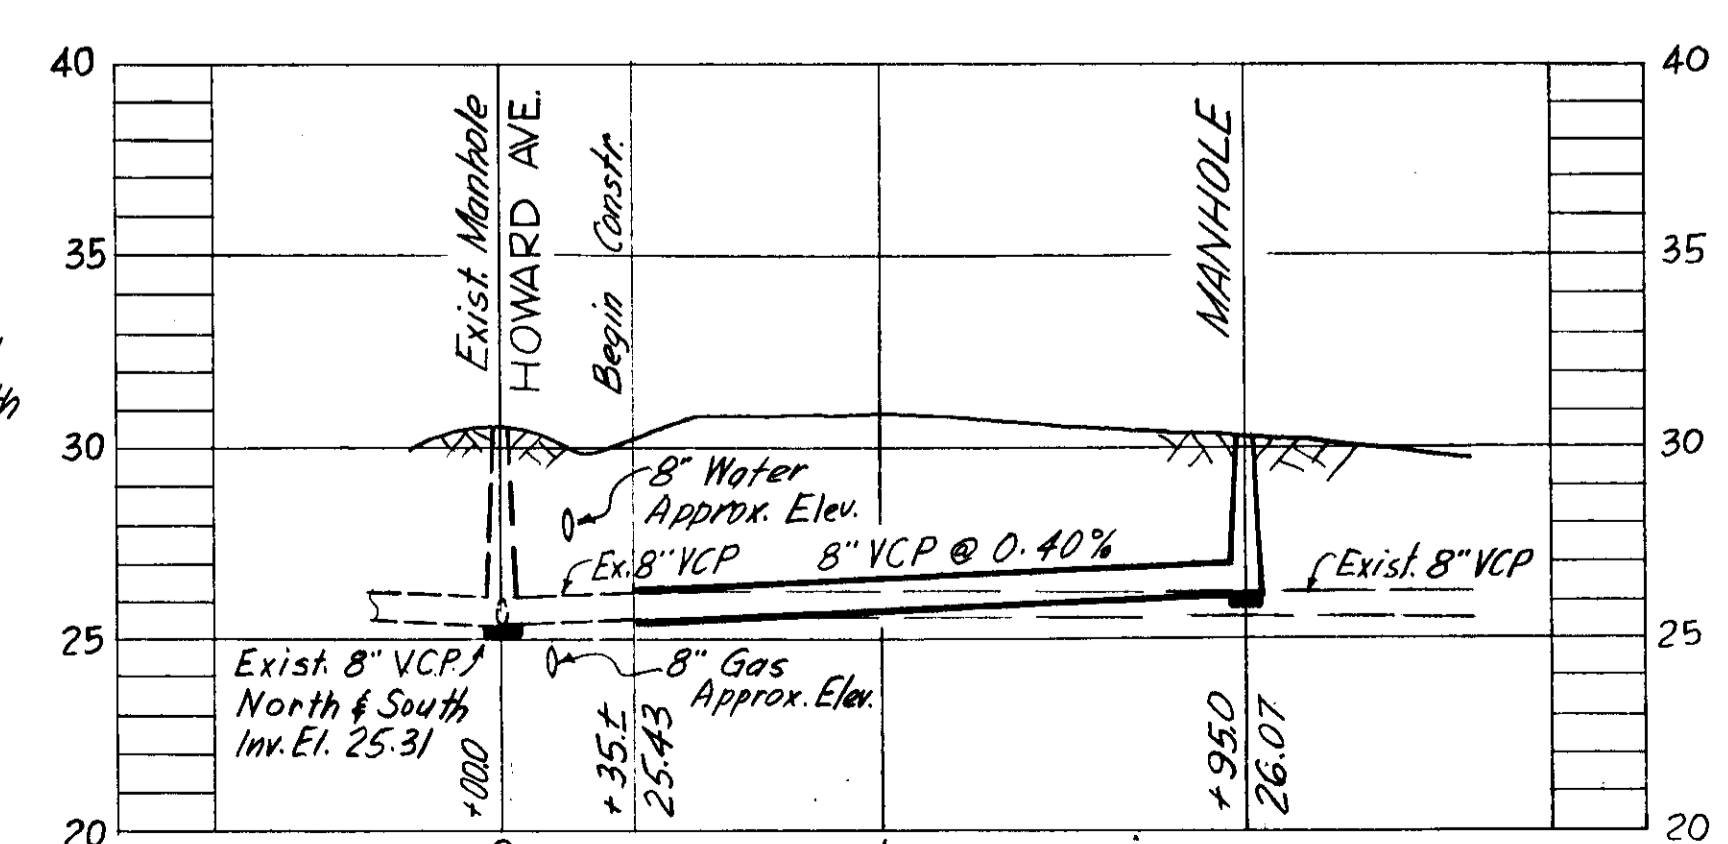 40
40
Exist. Manhole
HOWARD AVE.
Begin Constr.
MANHOLE
35
35
30
30
8" Water
Approx. Elev.
Ex. 8" VCP
8" VCP @ 0.40%
Exist. 8" VCP
25
25
Exist. 8" V.C.P.
North & South
Inv. El. 25.31
8" Gas
Approx. Elev.
+00.0
+35.±
25.43
+95.0
26.07
20
20